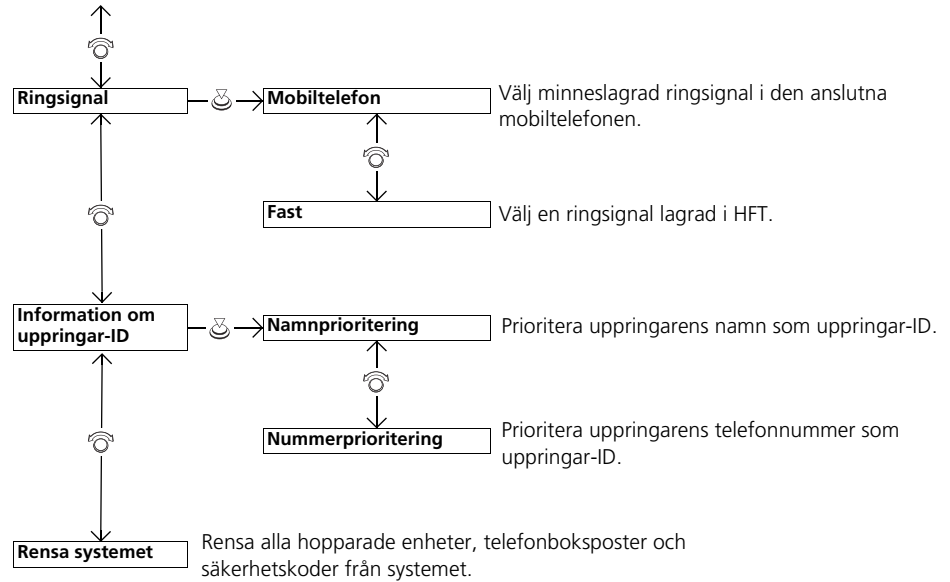 Ringsignal
Mobiltelefon
Välj minneslagrad ringsignal i den anslutna
mobiltelefonen.
Fast
Välj en ringsignal lagrad i HFT.
Information om
uppringar-ID
Namnprioritering
Prioritera uppringarens namn som uppringar-ID.
Nummerprioritering
Prioritera uppringarens telefonnummer som
uppringar-ID.
Rensa systemet
Rensa alla hopparade enheter, telefonboksposter och
säkerhetskoder från systemet.